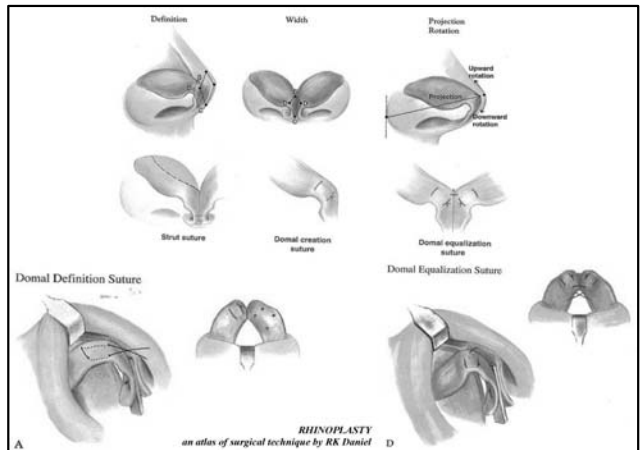 Definition
Width
Projection
Rotation
Upward
rotation
Projection
Downward
rotation
Strut suture
Domal creation
suture
Domal equalization
suture
Domal Definition Suture
Domal Equalization Suture
RHINOPLASTY
an atlas of surgical technique by RK Daniel
A
D